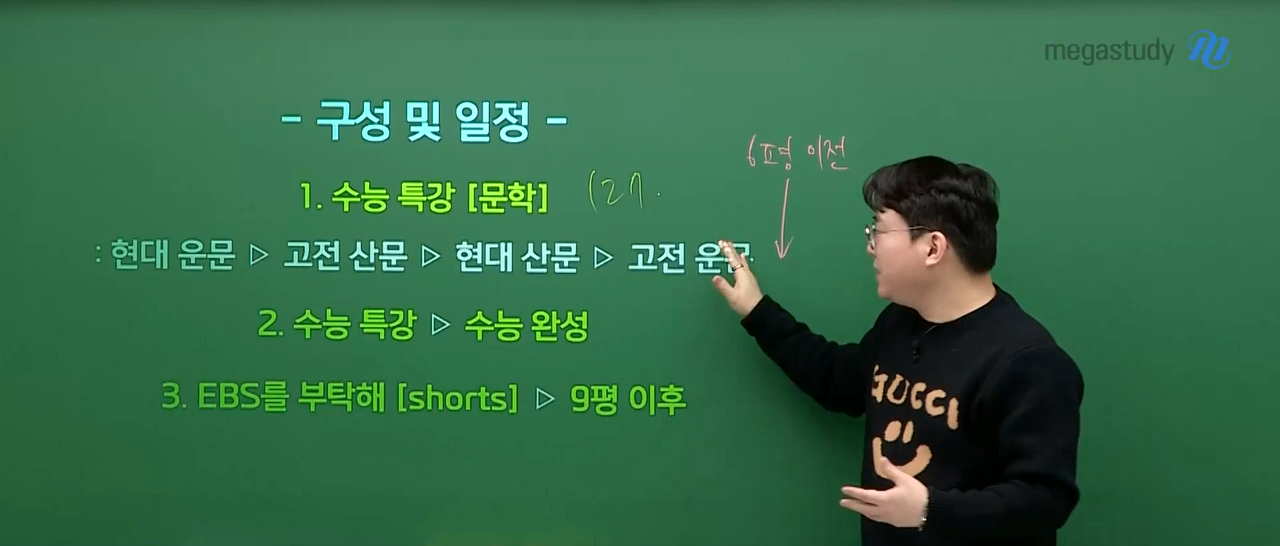 megastudy
- 구성 및 일정 -
6평 이전
1. 수능 특강 [문학]
: 현대 운문 ▷ 고전 산문 ▷ 현대 산문 ▷ 고전 운문
2. 수능 특강 ▷ 수능 완성
3. EBS를 부탁해 [shorts] ▷ 9평 이후
GUCCI